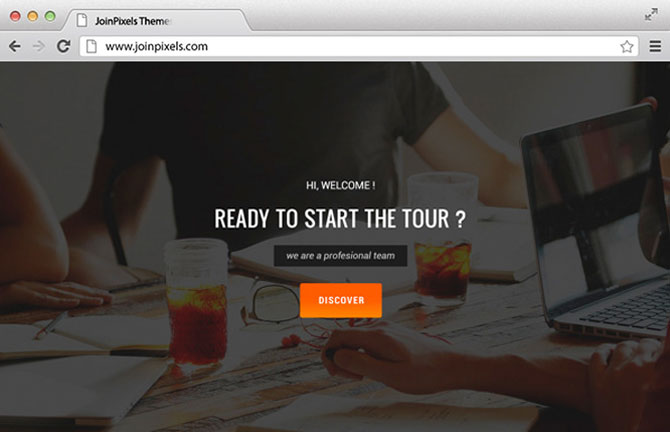 JoinPixels Theme
www.joinpixels.com
HI, WELCOME !
READY TO START THE TOUR ?
we are a profesional team
DISCOVER